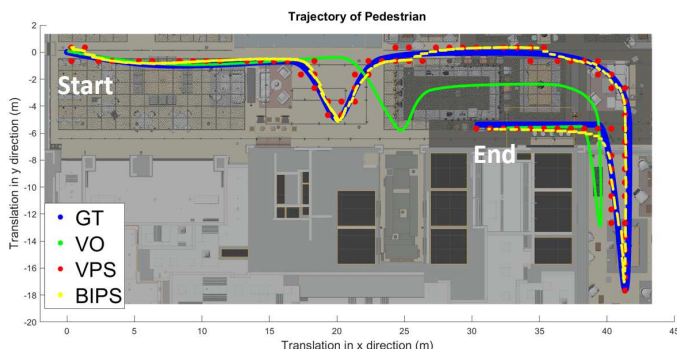 Trajectory of Pedestrian
Translation in y direction (m)
2
0
-2
-4
-6
-8
-10
-12
-14
-16
-18
-20
Start
End
GT
VO
VPS
BIPS
0
5
10
15
20
25
30
35
40
45
Translation in x direction (m)